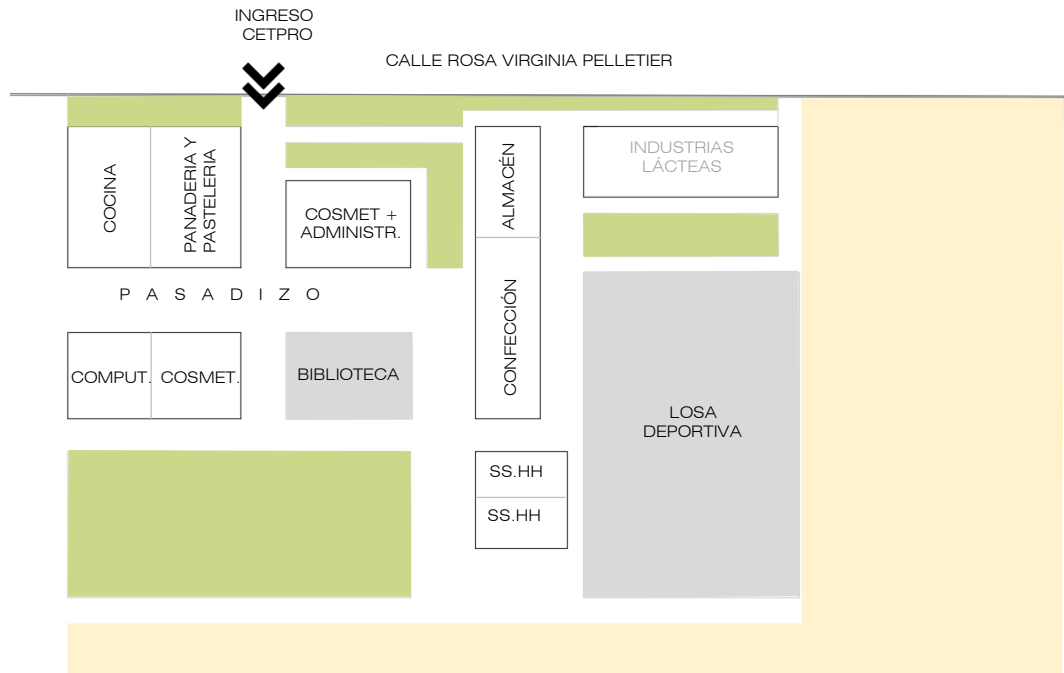 INGRESO
CETPRO
CALLE ROSA VIRGINIA PELLETIER
COCINA
PANADERIA Y
PASTELERIA
COSMET +
ADMINISTR.
ALMACÉN
INDUSTRIAS
LÁCTEAS
PASADIZO
CONFECCIÓN
COMPUT.
COSMET.
BIBLIOTECA
LOSA
DEPORTIVA
SS.HH
SS.HH